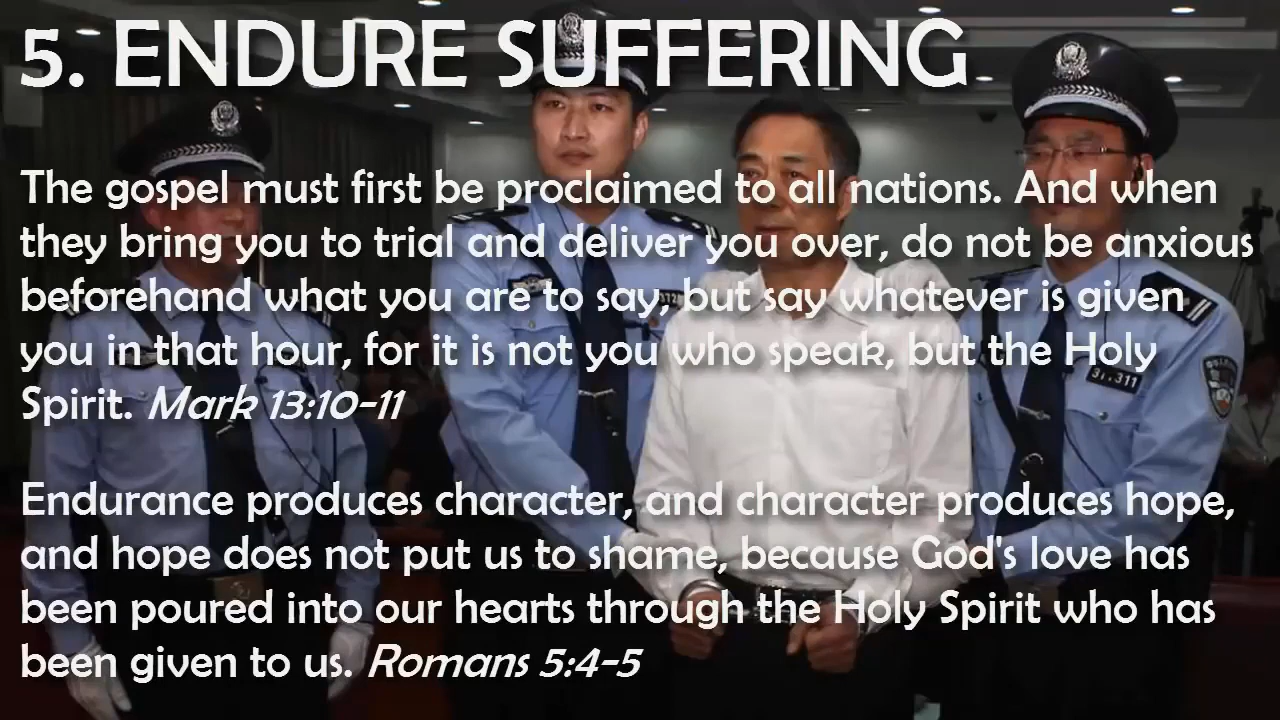 5. ENDURE SUFFERING
The gospel must first be proclaimed to all nations. And when
they bring you to trial and deliver you over, do not be anxious
beforehand what you are to say, but say whatever is given
you in that hour, for it is not you who speak, but the Holy
Spirit. Mark 13:10-11
Endurance produces character, and character produces hope,
and hope does not put us to shame, because God's love has
been poured into our hearts through the Holy Spirit who has
been given to us. Romans 5:4-5